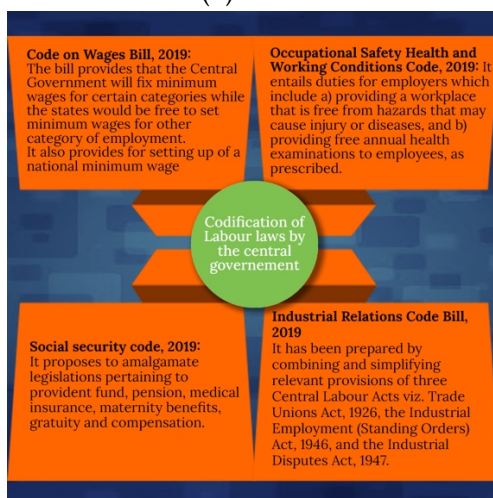 Code on Wages Bill, 2019:
The bill provides that the Central
Government will fix minimum
wages for certain categories while
the states would be free to set
minimum wages for other
category of employment.
It also provides for setting up of a
national minimum wage
Occupational Safety Health and
Working Conditions Code, 2019: It
entails duties for employers which
include a) providing a workplace
that is free from hazards that may
cause injury or diseases, and b)
providing free annual health
examinations to employees, as
prescribed.
Codification of
Labour laws by
the central
governement
Social security code, 2019:
It proposes to amalgamate
legislations pertaining to
provident fund, pension, medical
insurance, maternity benefits,
gratuity and compensation.
Industrial Relations Code Bill,
2019
It has been prepared by
combining and simplifying
relevant provisions of three
Central Labour Acts viz. Trade
Unions Act, 1926, the Industrial
Employment (Standing Orders)
Act, 1946, and the Industrial
Disputes Act, 1947.